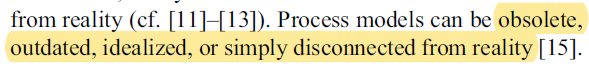 from reality (cf. [11]–[13]). Process models can be obsolete,
outdated, idealized, or simply disconnected from reality [15].